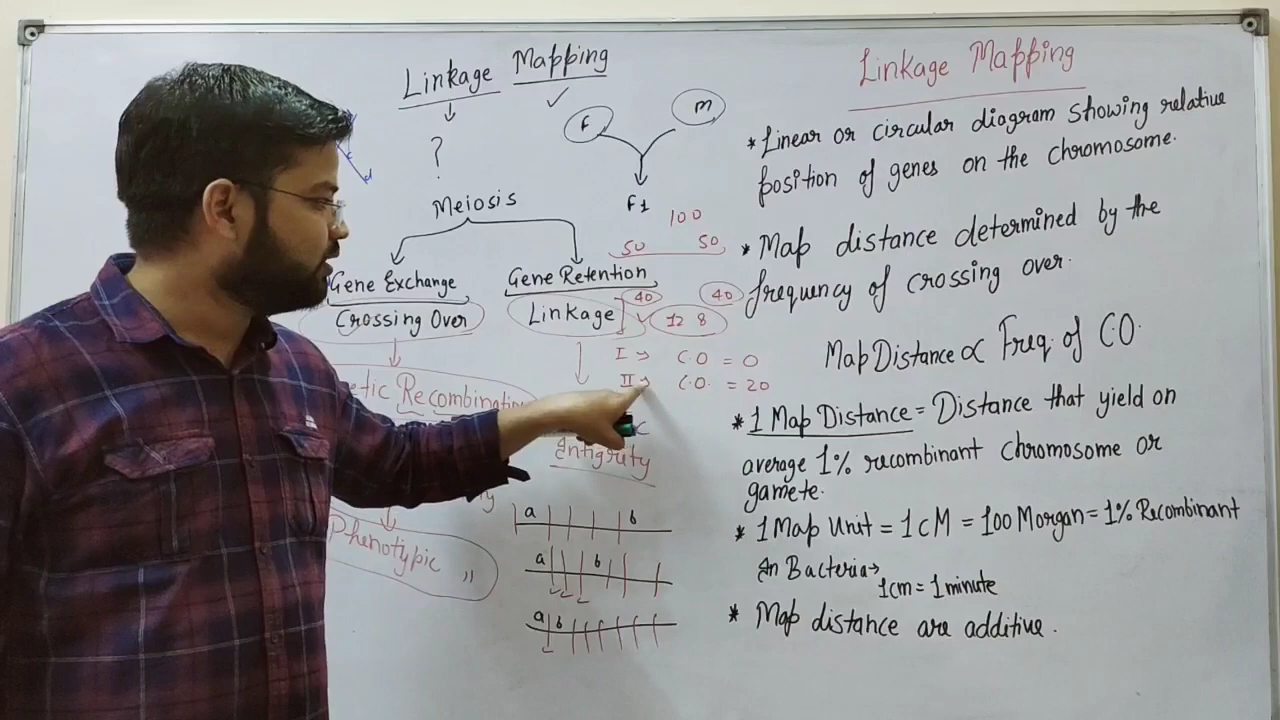 Linkage Mapping
?
Meiosis
Gene Exchange
Crossing Over
etic Recombination
Phenotypic "
Gene Retention
Linkage
Intigrity
f m
F1
100
50 50
40 40
12 8
I → C.O = 0
II → C.O. = 20
a b
a b
a b
Linkage Mapping
* Linear or circular diagram showing relative
position of genes on the chromosome.
* Map distance determined by the
frequency of crossing over.
Map Distance ∝ Freq. of C.O.
* 1 Map Distance = Distance that yield on
average 1% recombinant chromosome or
gamete.
* 1 Map Unit = 1 cM = 100 Morgan = 1% Recombinant
In Bacteria →
1cm = 1 minute
* Map distance are additive.